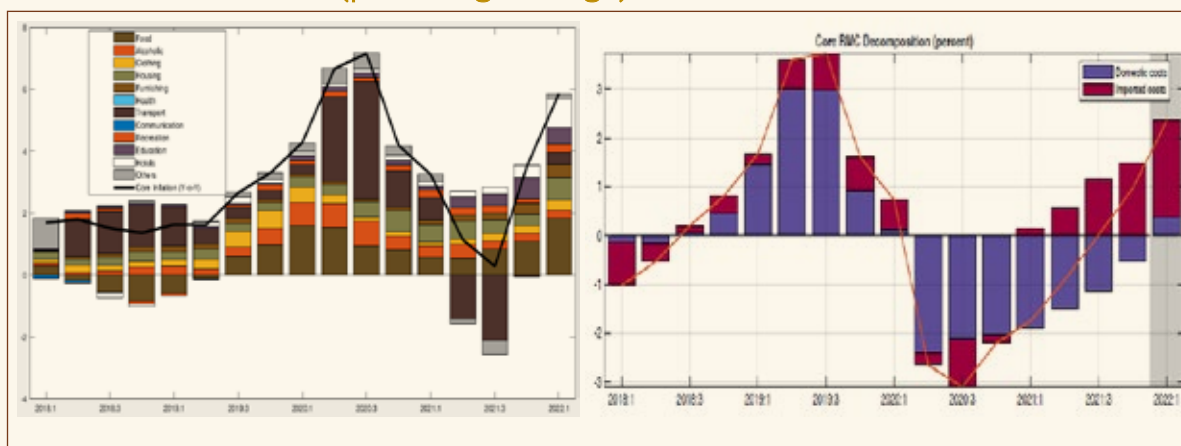 8
6
4
2
0
-2
-4
Food
Alcoholic
Clothing
Housing
Furnishing
Health
Transport
Communication
Recreation
Education
Hotels
Others
Core Inflation (Y-o-Y)
2018:1 2018:3 2019:1 2019:3 2020:1 2020:3 2021:1 2021:3 2022:1
Core RMC Decomposition (percent)
Domestic costs
Imported costs
3
2
1
0
-1
-2
-3
2018:1 2018:3 2019:1 2019:3 2020:1 2020:3 2021:1 2021:3 2022:1